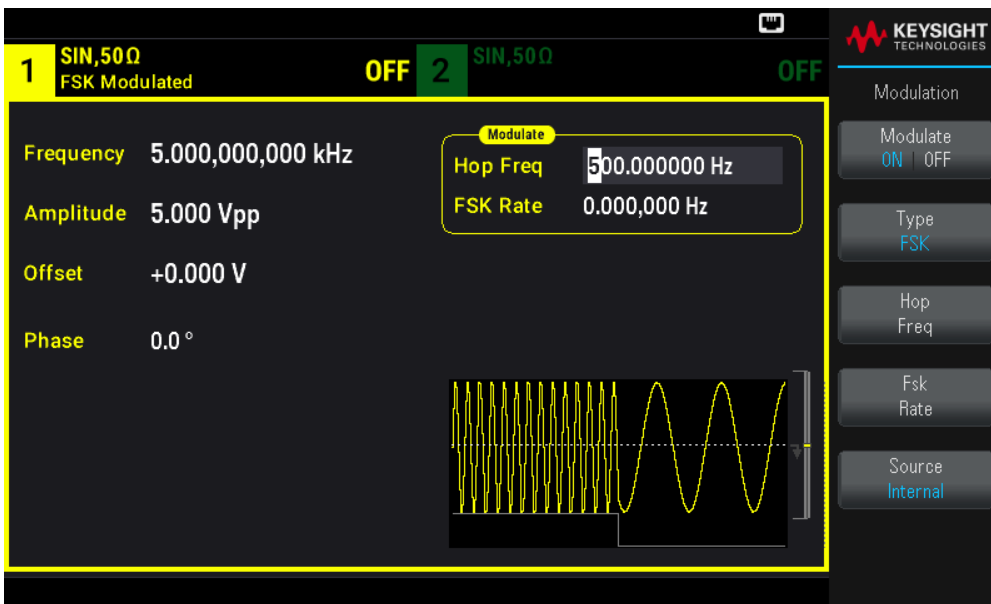 KEYSIGHT
TECHNOLOGIES
1 SIN,50Ω OFF
FSK Modulated
2 SIN,50Ω OFF
Modulation
Modulate
ON | OFF
Type
FSK
Hop
Freq
Fsk
Rate
Source
Internal
Frequency 5.000,000,000 kHz
Amplitude 5.000 Vpp
Offset +0.000 V
Phase 0.0 °
Modulate
Hop Freq 500.000000 Hz
FSK Rate 0.000,000 Hz